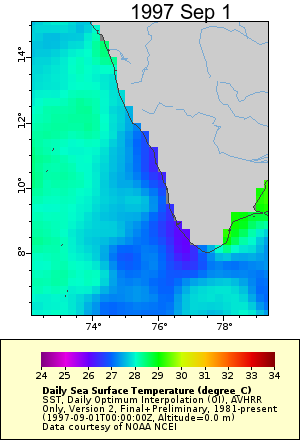 1997 Sep 1
14°
12°
10°
8°
74°
76°
78°
24 25 26 27 28 29 30 31 32 33 34
Daily Sea Surface Temperature (degree_C)
SST, Daily Optimum Interpolation (OI), AVHRR
Only, Version 2, Final+Preliminary, 1981-present
(1997-09-01T00:00:00Z, Altitude=0.0 m)
Data courtesy of NOAA NCEI